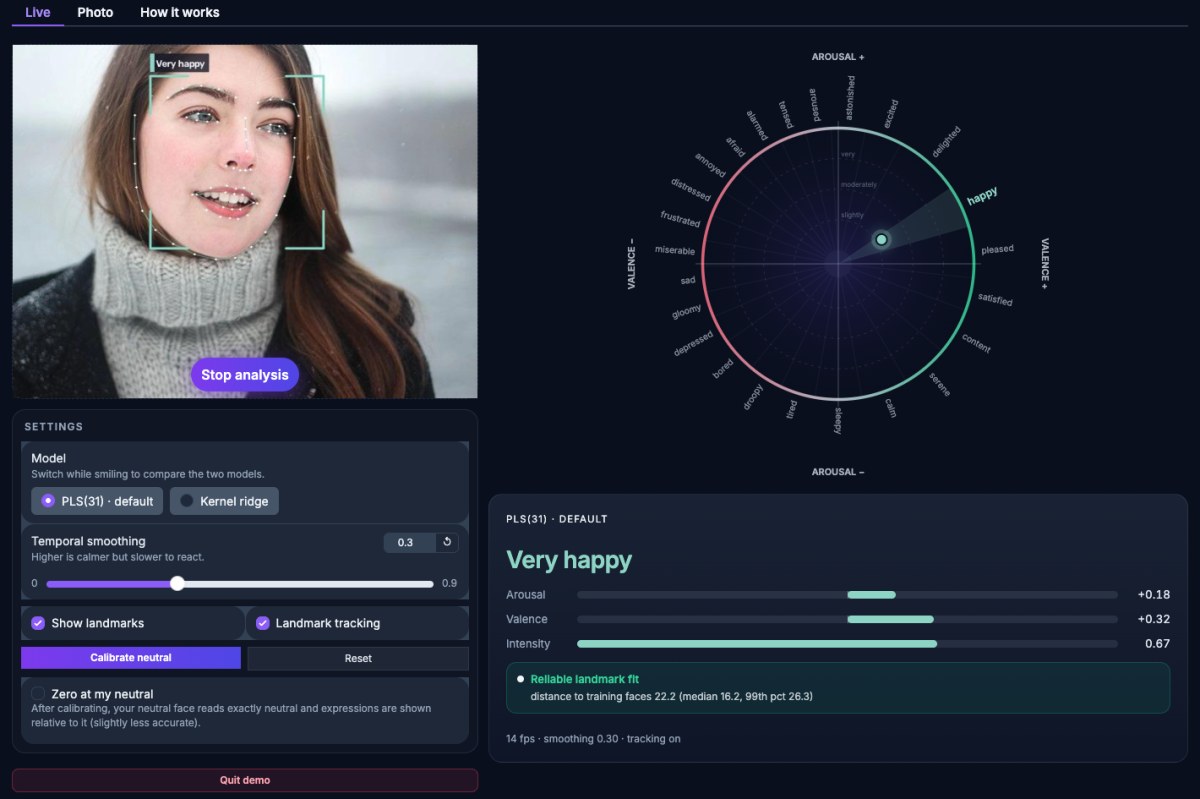 Live
Photo
How it works
Very happy
Stop analysis
SETTINGS
Model
Switch while smiling to compare the two models.
PLS(31) · default
Kernel ridge
Temporal smoothing
0.3
Higher is calmer but slower to react.
0
0.9
Show landmarks
Landmark tracking
Calibrate neutral
Reset
Zero at my neutral
After calibrating, your neutral face reads exactly neutral and expressions are shown
relative to it (slightly less accurate).
Quit demo
AROUSAL +
astonished
excited
delighted
happy
pleased
satisfied
content
serene
calm
sleepy
tired
droopy
bored
depressed
gloomy
sad
miserable
frustrated
distressed
annoyed
afraid
alarmed
tensed
aroused
very
moderately
slightly
VALENCE –
VALENCE +
AROUSAL –
PLS(31) · DEFAULT
Very happy
Arousal
+0.18
Valence
+0.32
Intensity
0.67
Reliable landmark fit
distance to training faces 22.2 (median 16.2, 99th pct 26.3)
14 fps · smoothing 0.30 · tracking on